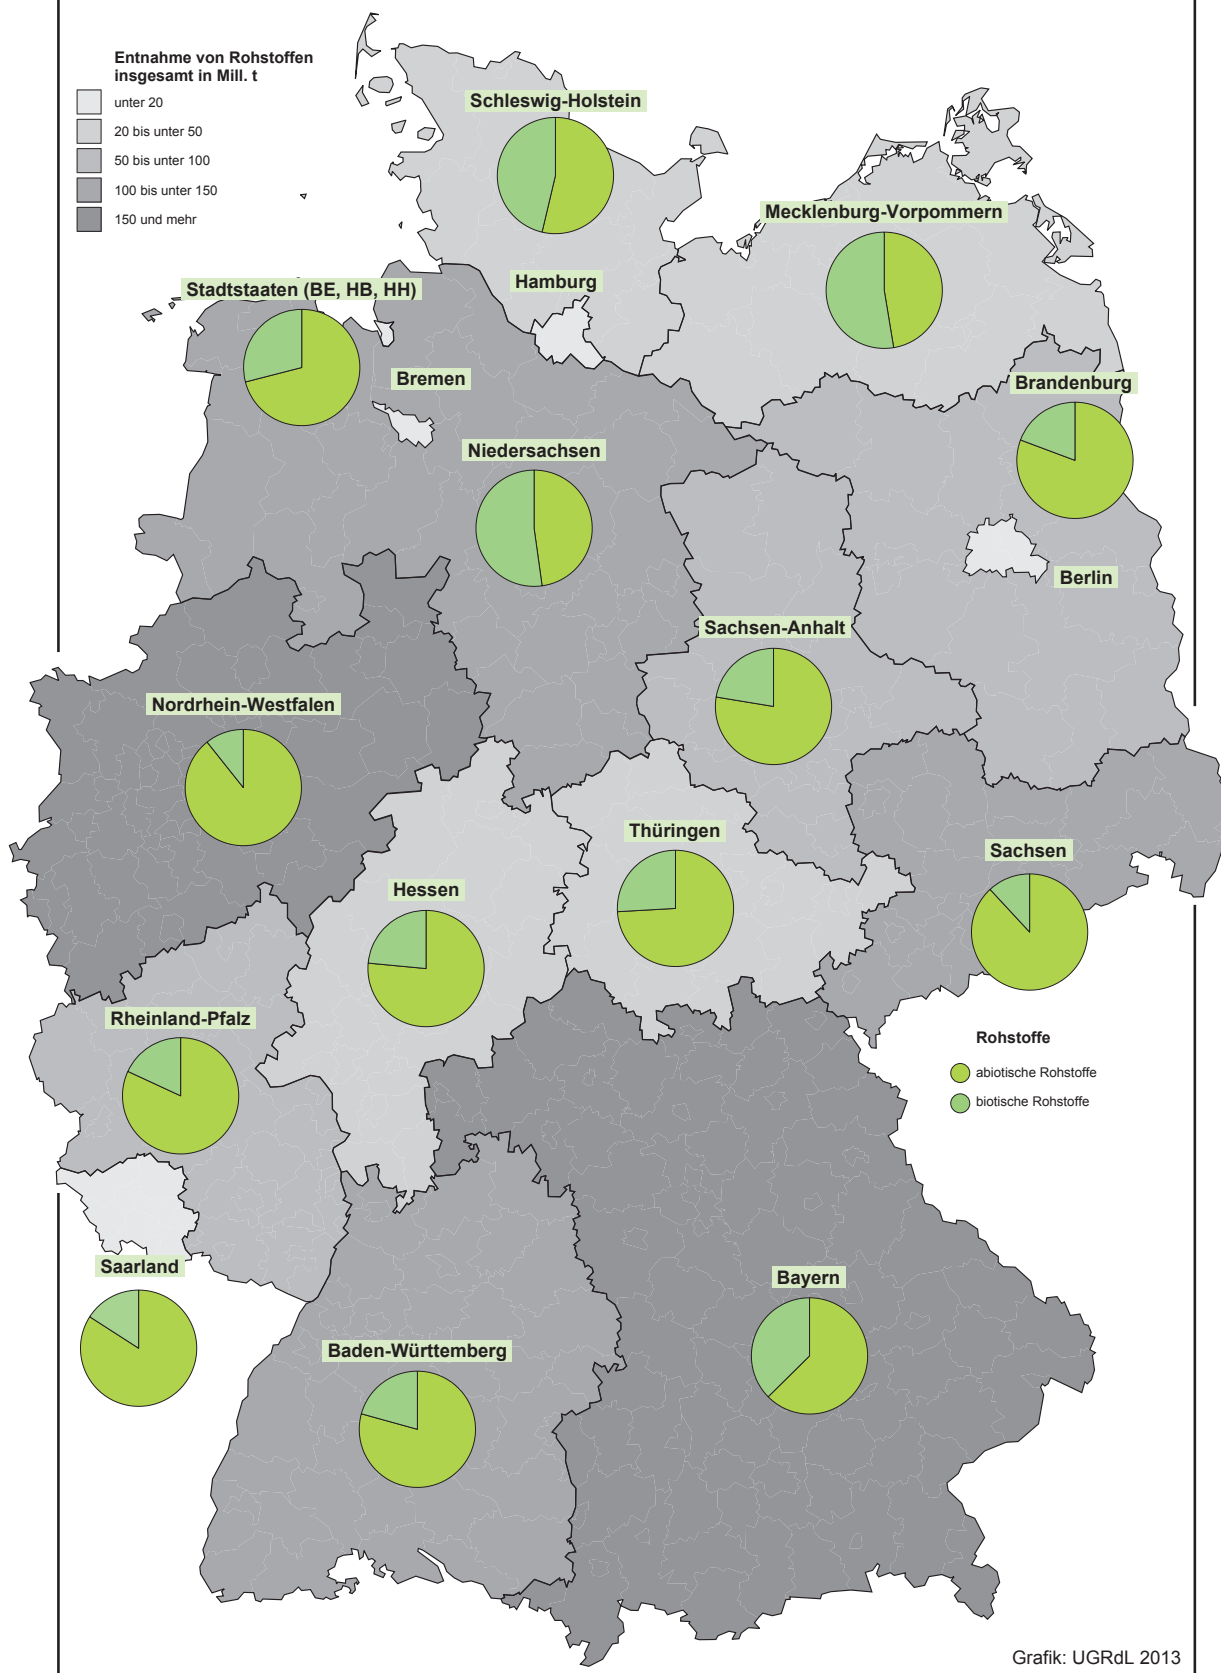 Entnahme von Rohstoffen
insgesamt in Mill. t
unter 20
20 bis unter 50
50 bis unter 100
100 bis unter 150
150 und mehr
Schleswig-Holstein
Mecklenburg-Vorpommern
Hamburg
Stadtstaaten (BE, HB, HH)
Bremen
Brandenburg
Niedersachsen
Berlin
Sachsen-Anhalt
Nordrhein-Westfalen
Thüringen
Sachsen
Hessen
Rheinland-Pfalz
Rohstoffe
abiotische Rohstoffe
biotische Rohstoffe
Saarland
Bayern
Baden-Württemberg
Grafik: UGRdL 2013